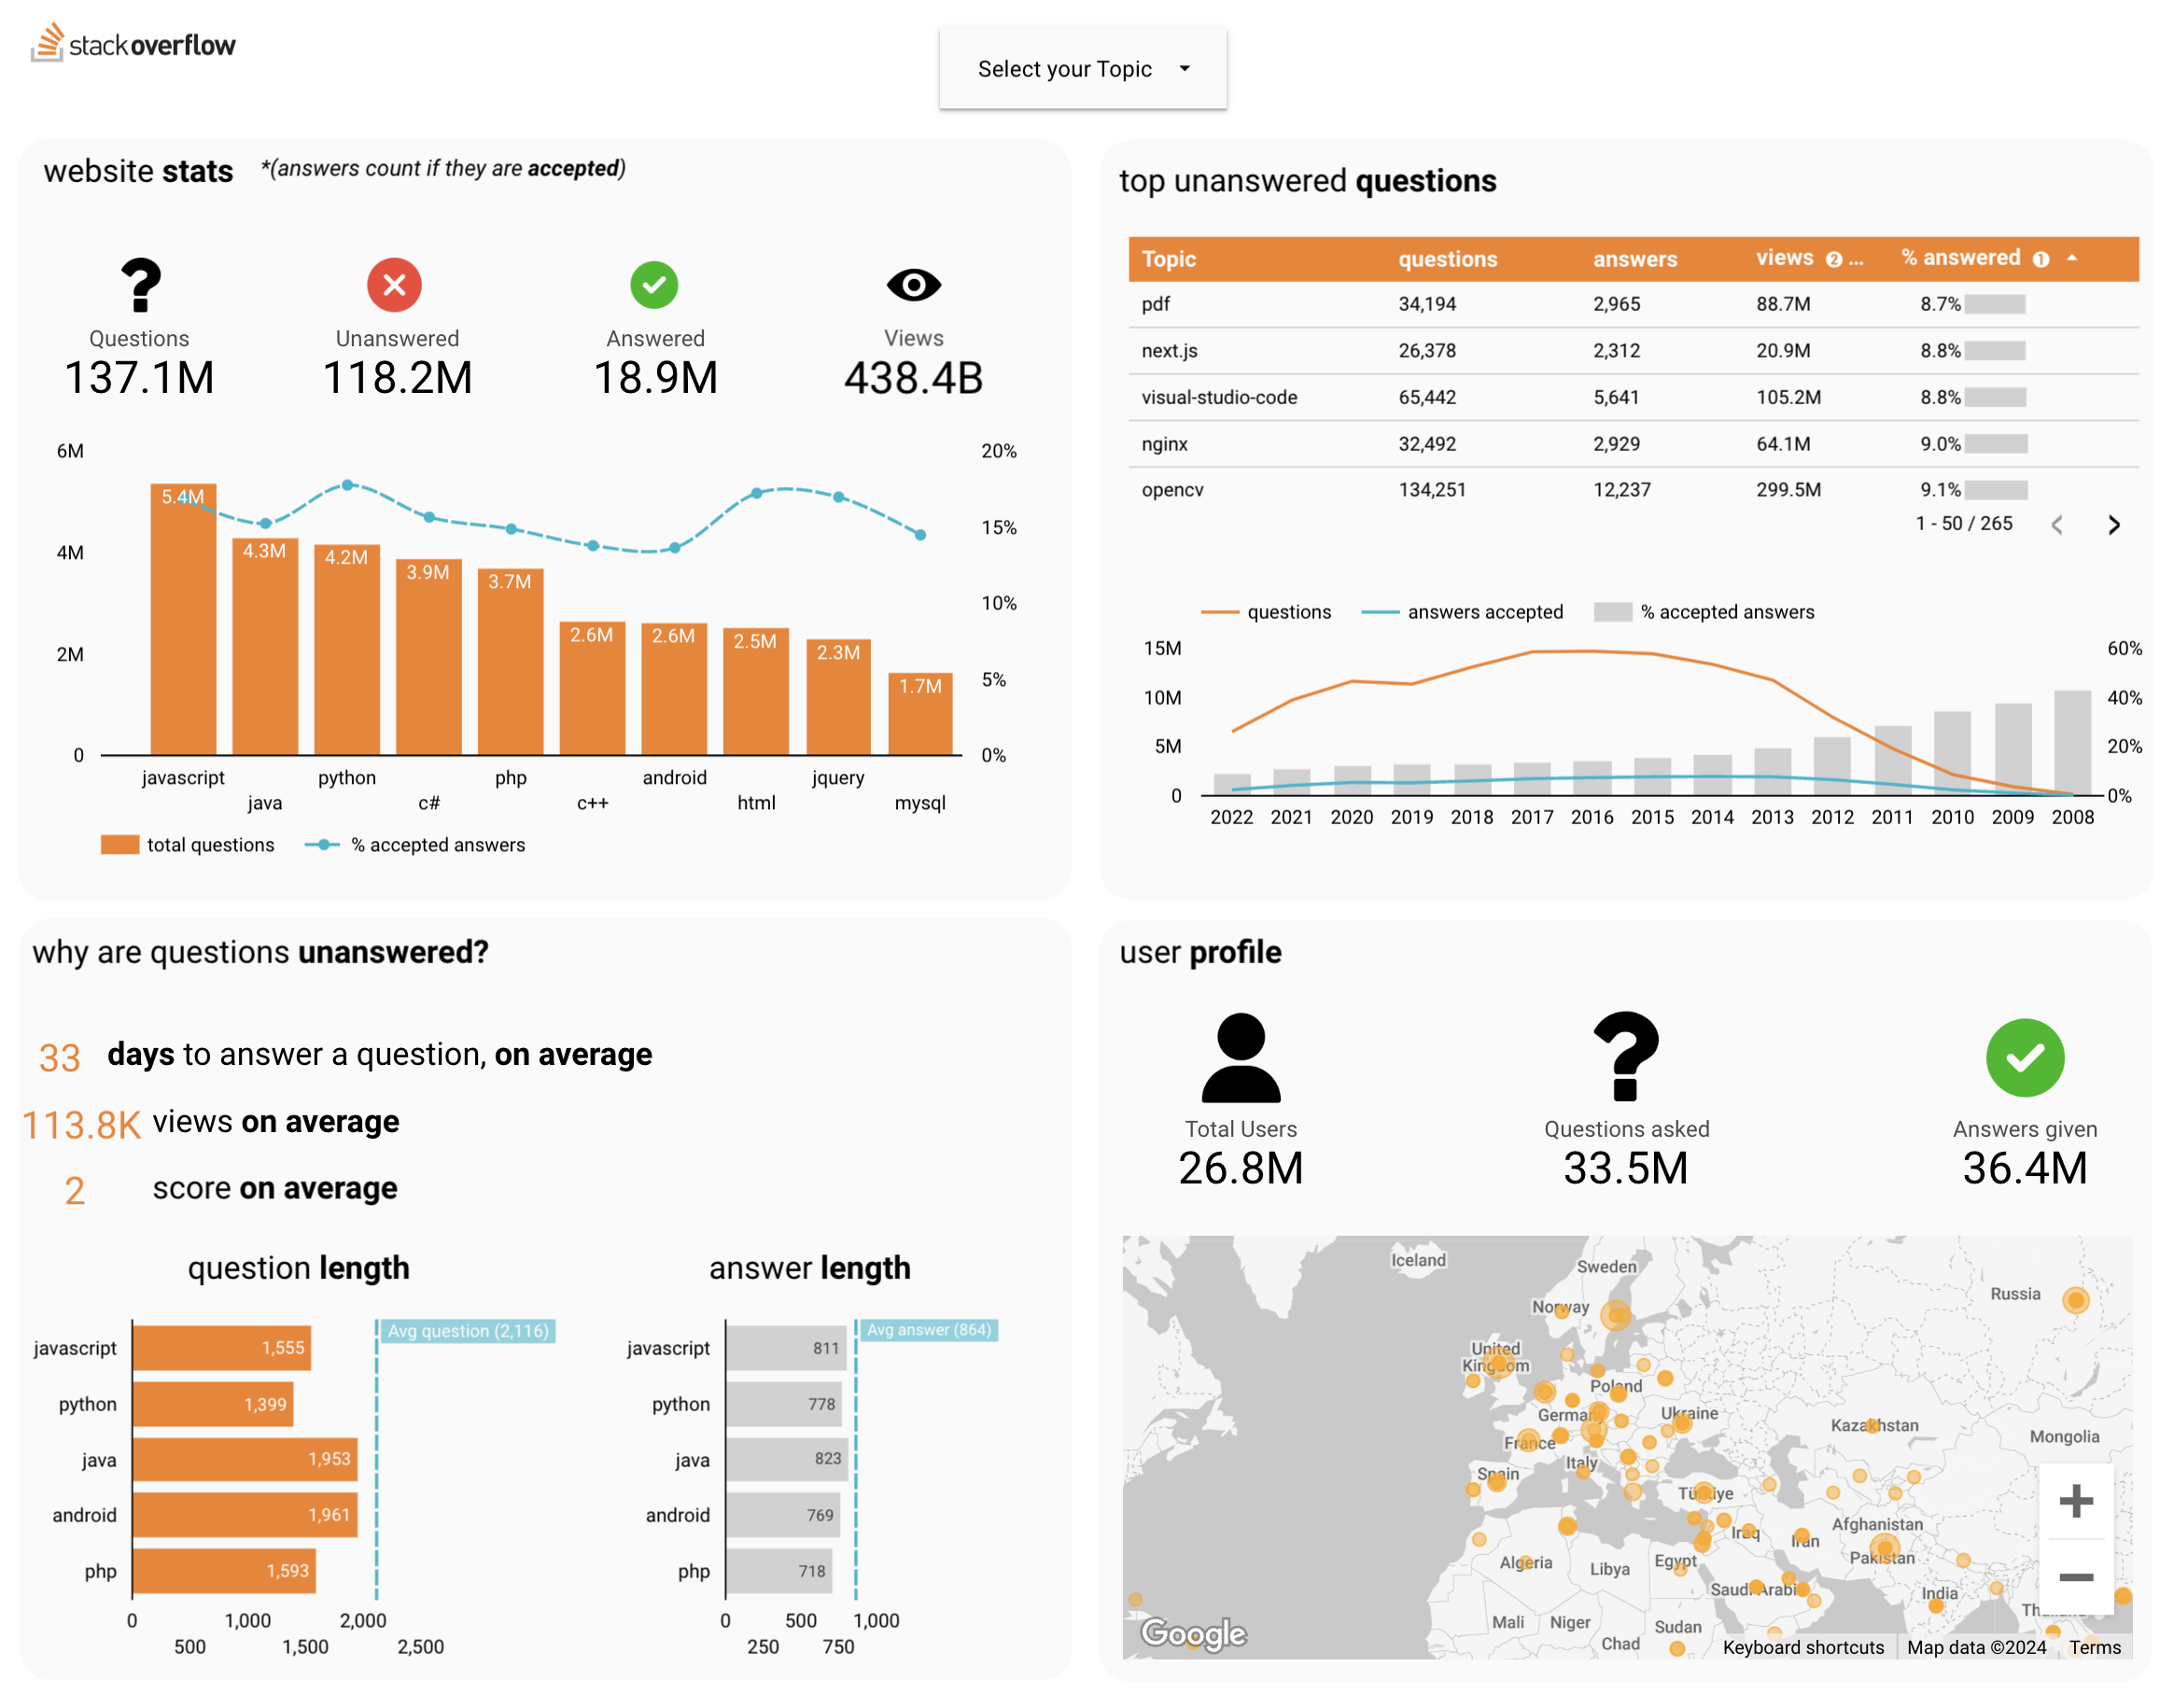 stackoverflow
Select your Topic
website stats *(answers count if they are accepted)
Questions Unanswered Answered Views
137.1M 118.2M 18.9M 438.4B
6M 20%
5.4M
4.3M
4.2M
3.9M
3.7M
2.6M
2.6M
2.5M
2.3M
1.7M
4M 15%
10%
2M
5%
0 0%
javascript python php android jquery
java c# c++ html mysql
total questions % accepted answers
top unanswered questions
Topic questions answers views 2 ... % answered 1
pdf 34,194 2,965 88.7M 8.7%
next.js 26,378 2,312 20.9M 8.8%
visual-studio-code 65,442 5,641 105.2M 8.8%
nginx 32,492 2,929 64.1M 9.0%
opencv 134,251 12,237 299.5M 9.1%
1 - 50 / 265
questions answers accepted % accepted answers
15M 60%
10M 40%
5M 20%
0 0%
2022 2021 2020 2019 2018 2017 2016 2015 2014 2013 2012 2011 2010 2009 2008
why are questions unanswered?
33 days to answer a question, on average
113.8K views on average
2 score on average
question length
Avg question (2,116)
javascript 1,555
python 1,399
java 1,953
android 1,961
php 1,593
0 1,000 2,000
500 1,500 2,500
answer length
Avg answer (864)
javascript 811
python 778
java 823
android 769
php 718
0 500 1,000
250 750
user profile
Total Users Questions asked Answers given
26.8M 33.5M 36.4M
Iceland
Sweden
Russia
Norway
United
Kingdom
Poland
Germany
Ukraine
Kazakhstan
Mongolia
France
Italy
Spain
Türkiye
Afghanistan
Iraq
Iran
Pakistan
Algeria
Libya
Egypt
Saudi Arabia
India
Thailand
Mali
Niger
Sudan
Chad
Google
Keyboard shortcuts Map data ©2024 Terms